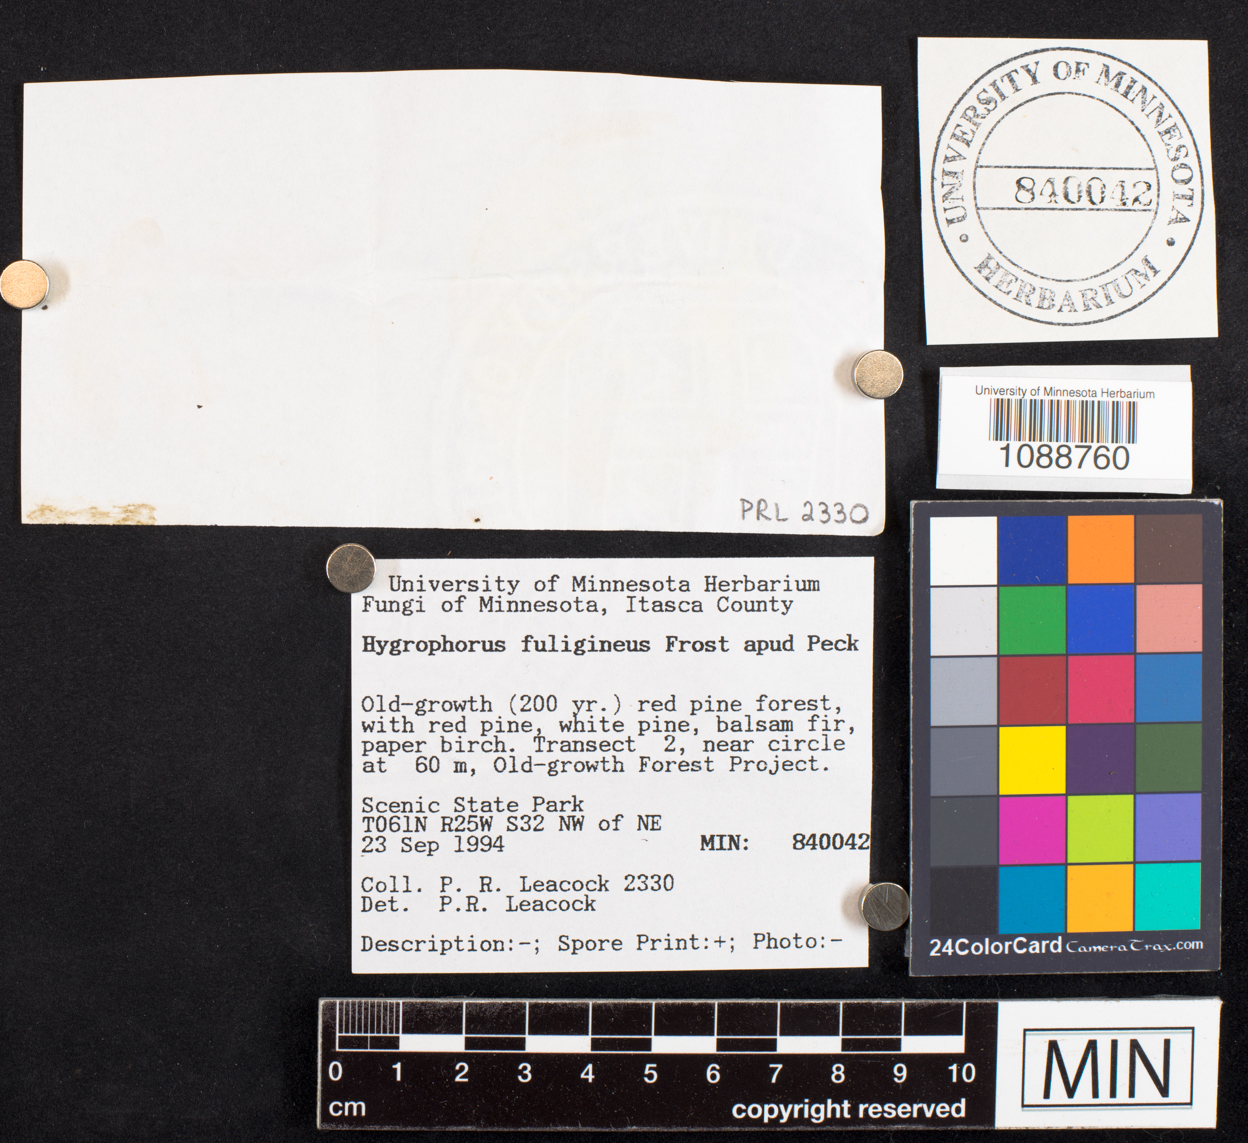 UNIVERSITY OF MINNESOTA
840042
• HERBARIUM •
University of Minnesota Herbarium
1088760
PRL 2330
University of Minnesota Herbarium
Fungi of Minnesota, Itasca County
Hygrophorus fuligineus Frost apud Peck
Old-growth (200 yr.) red pine forest,
with red pine, white pine, balsam fir,
paper birch. Transect 2, near circle
at 60 m, Old-growth Forest Project.
Scenic State Park
T061N R25W S32 NW of NE
23 Sep 1994 MIN: 840042
Coll. P. R. Leacock 2330
Det. P.R. Leacock
Description:-; Spore Print:+; Photo:-
24ColorCard CameraTrax.com
0 1 2 3 4 5 6 7 8 9 10
cm copyright reserved
MIN